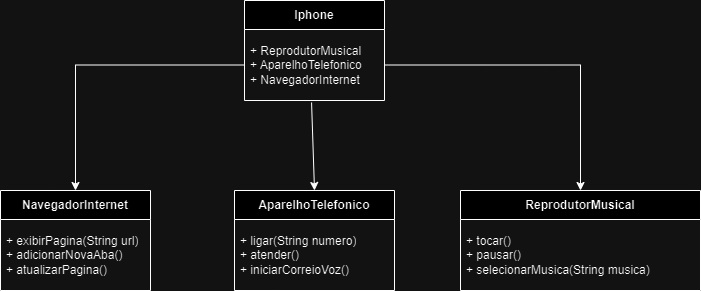 Iphone
+ ReprodutorMusical
+ AparelhoTelefonico
+ NavegadorInternet
NavegadorInternet
+ exibirPagina(String url)
+ adicionarNovaAba()
+ atualizarPagina()
AparelhoTelefonico
+ ligar(String numero)
+ atender()
+ iniciarCorreioVoz()
ReprodutorMusical
+ tocar()
+ pausar()
+ selecionarMusica(String musica)